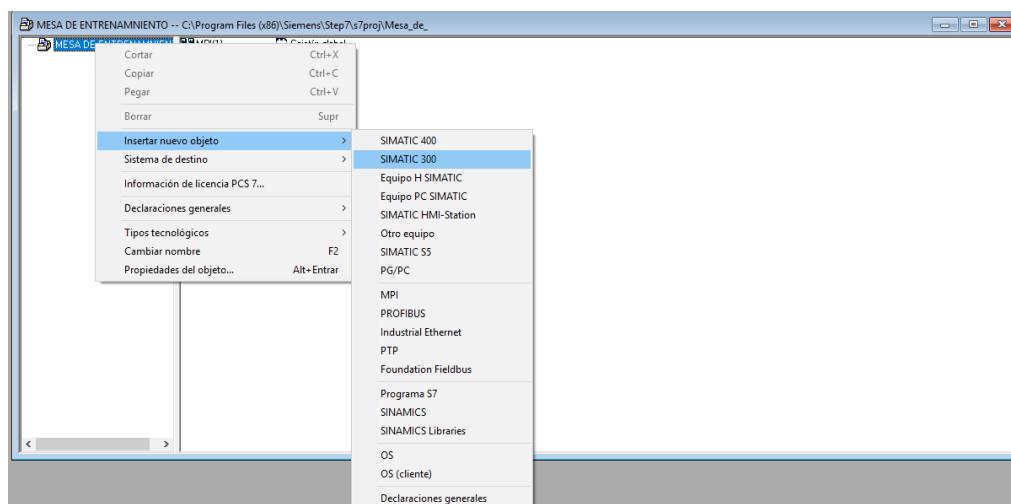 MESA DE ENTRENAMNIENTO -- C:\Program Files (x86)\Siemens\Step7\s7proj\Mesa_de_
MESA DE
Cortar Ctrl+X
Copiar Ctrl+C
Pegar Ctrl+V
Borrar Supr
Insertar nuevo objeto >
Sistema de destino >
Información de licencia PCS 7...
Declaraciones generales >
Tipos tecnológicos >
Cambiar nombre F2
Propiedades del objeto... Alt+Entrar
SIMATIC 400
SIMATIC 300
Equipo H SIMATIC
Equipo PC SIMATIC
SIMATIC HMI-Station
Otro equipo
SIMATIC S5
PG/PC
MPI
PROFIBUS
Industrial Ethernet
PTP
Foundation Fieldbus
Programa S7
SINAMICS
SINAMICS Libraries
OS
OS (cliente)
Declaraciones generales